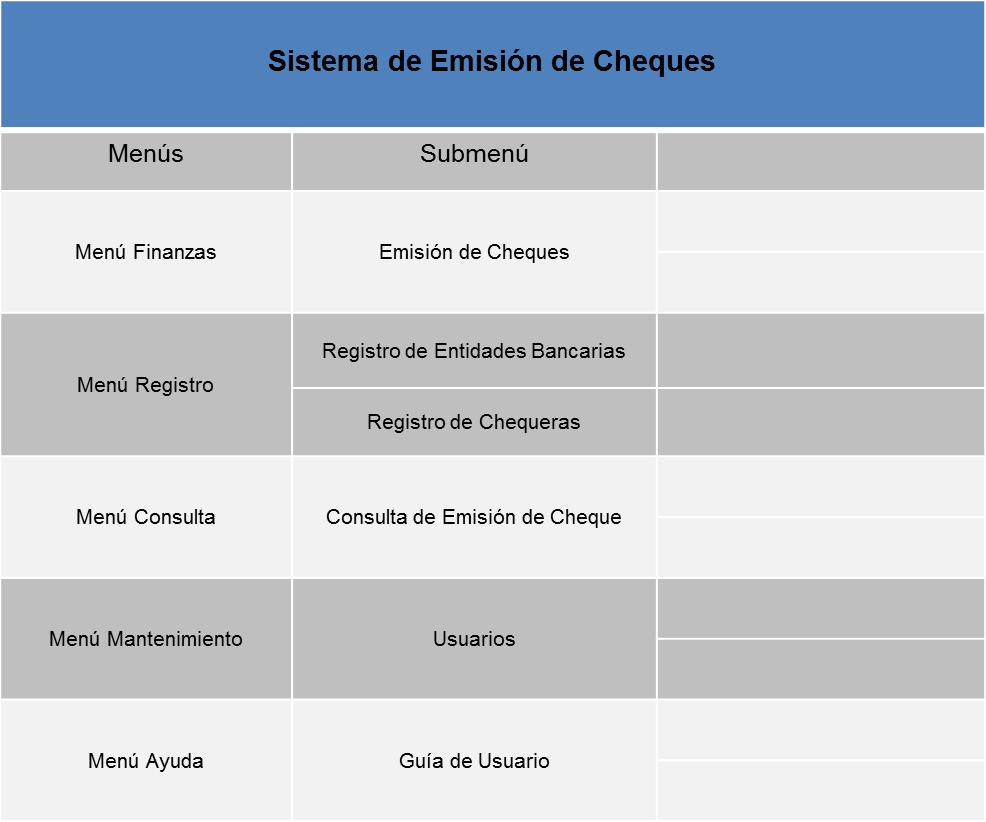 Sistema de Emisión de Cheques
Menús
Submenú
Menú Finanzas
Emisión de Cheques
Menú Registro
Registro de Entidades Bancarias
Registro de Chequeras
Menú Consulta
Consulta de Emisión de Cheque
Menú Mantenimiento
Usuarios
Menú Ayuda
Guía de Usuario